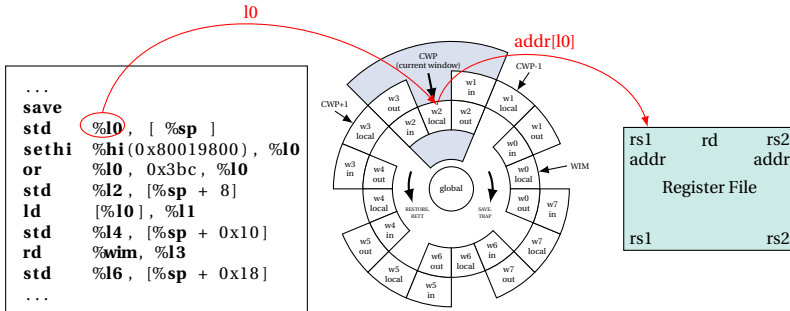 l0
addr[l0]
...
save
std %l0, [ %sp ]
sethi %hi(0x80019800), %l0
or %l0, 0x3bc, %l0
std %l2, [%sp + 8]
ld [%l0], %l1
std %l4, [%sp + 0x10]
rd %wim, %l3
std %l6, [%sp + 0x18]
...
CWP
(current window)
CWP+1
CWP-1
WIM
w1
in
w1
local
w1
out
w0
in
w0
local
w0
out
w7
in
w7
local
w7
out
w6
in
w6
local
w6
out
w5
in
w5
local
w5
out
w4
in
w4
local
w4
out
w3
in
w3
local
w3
out
w2
in
w2
local
w2
out
global
RESTORE,
RETT
SAVE,
TRAP
rs1 rd rs2
addr addr
Register File
rs1 rs2